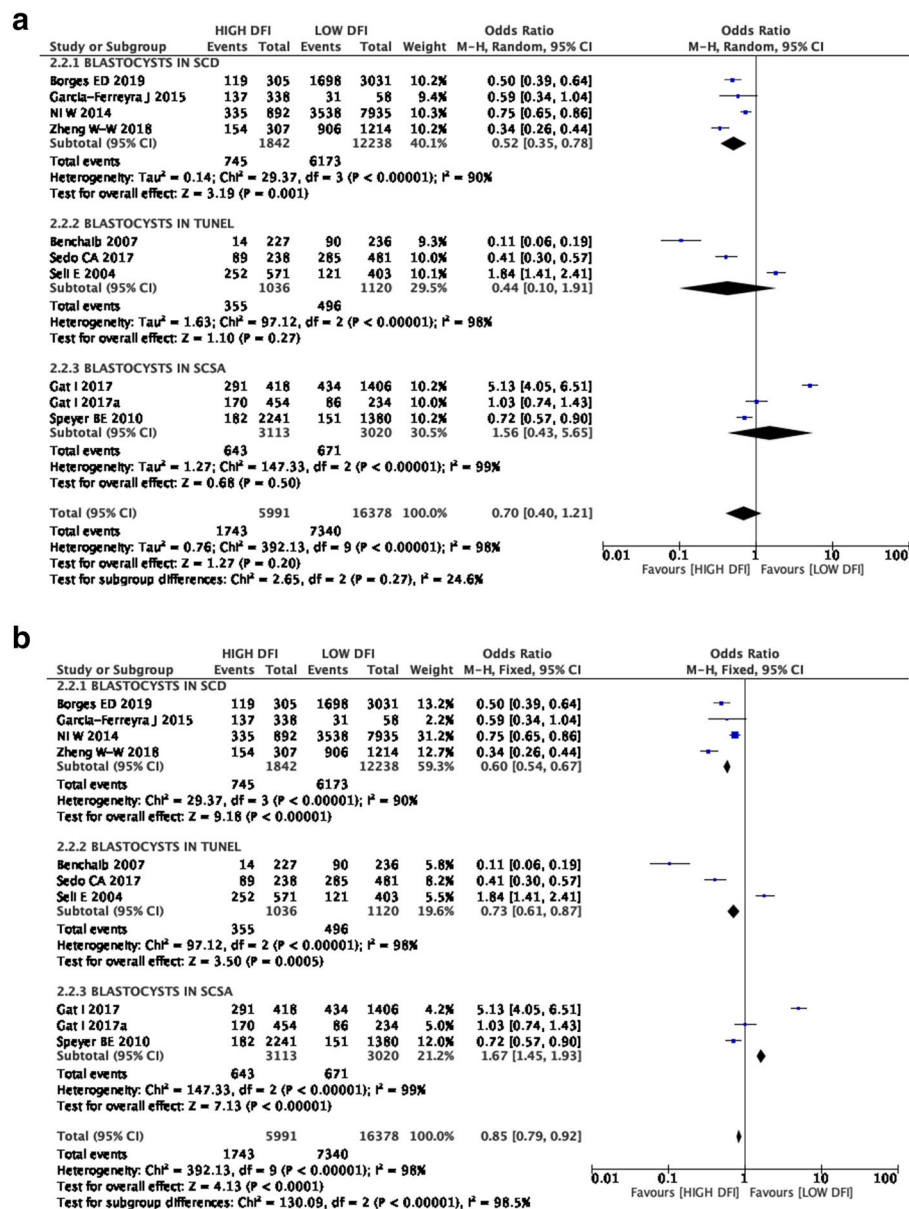 a
HIGH DFI LOW DFI Odds Ratio Odds Ratio
Study or Subgroup Events Total Events Total Weight M-H, Random, 95% CI M-H, Random, 95% CI
2.2.1 BLASTOCYSTS IN SCD
Borges ED 2019 119 305 1698 3031 10.2% 0.50 [0.39, 0.64]
Garcia-Ferreyra J 2015 137 338 31 58 9.4% 0.59 [0.34, 1.04]
NI W 2014 335 892 3538 7935 10.3% 0.75 [0.65, 0.86]
Zheng W-W 2018 154 307 906 1214 10.2% 0.34 [0.26, 0.44]
Subtotal (95% CI) 1842 12238 40.1% 0.52 [0.35, 0.78]
Total events 745 6173
Heterogeneity: Tau² = 0.14; Chi² = 29.37, df = 3 (P < 0.00001); I² = 90%
Test for overall effect: Z = 3.19 (P = 0.001)
2.2.2 BLASTOCYSTS IN TUNEL
Benchaib 2007 14 227 90 236 9.3% 0.11 [0.06, 0.19]
Sedo CA 2017 89 238 285 481 10.0% 0.41 [0.30, 0.57]
Seli E 2004 252 571 121 403 10.1% 1.84 [1.41, 2.41]
Subtotal (95% CI) 1036 1120 29.5% 0.44 [0.10, 1.91]
Total events 355 496
Heterogeneity: Tau² = 1.63; Chi² = 97.12, df = 2 (P < 0.00001); I² = 98%
Test for overall effect: Z = 1.10 (P = 0.27)
2.2.3 BLASTOCYSTS IN SCSA
Gat I 2017 291 418 434 1406 10.2% 5.13 [4.05, 6.51]
Gat I 2017a 170 454 86 234 10.0% 1.03 [0.74, 1.43]
Speyer BE 2010 182 2241 151 1380 10.2% 0.72 [0.57, 0.90]
Subtotal (95% CI) 3113 3020 30.5% 1.56 [0.43, 5.65]
Total events 643 671
Heterogeneity: Tau² = 1.27; Chi² = 147.33, df = 2 (P < 0.00001); I² = 99%
Test for overall effect: Z = 0.68 (P = 0.50)
Total (95% CI) 5991 16378 100.0% 0.70 [0.40, 1.21]
Total events 1743 7340
Heterogeneity: Tau² = 0.76; Chi² = 392.13, df = 9 (P < 0.00001); I² = 98%
Test for overall effect: Z = 1.27 (P = 0.20)
Test for subgroup differences: Chi² = 2.65, df = 2 (P = 0.27), I² = 24.6%
0.01 0.1 1 10 100
Favours [HIGH DFI] Favours [LOW DFI]
b
HIGH DFI LOW DFI Odds Ratio Odds Ratio
Study or Subgroup Events Total Events Total Weight M-H, Fixed, 95% CI M-H, Fixed, 95% CI
2.2.1 BLASTOCYSTS IN SCD
Borges ED 2019 119 305 1698 3031 13.2% 0.50 [0.39, 0.64]
Garcia-Ferreyra J 2015 137 338 31 58 2.2% 0.59 [0.34, 1.04]
NI W 2014 335 892 3538 7935 31.2% 0.75 [0.65, 0.86]
Zheng W-W 2018 154 307 906 1214 12.7% 0.34 [0.26, 0.44]
Subtotal (95% CI) 1842 12238 59.3% 0.60 [0.54, 0.67]
Total events 745 6173
Heterogeneity: Chi² = 29.37, df = 3 (P < 0.00001); I² = 90%
Test for overall effect: Z = 9.18 (P < 0.00001)
2.2.2 BLASTOCYSTS IN TUNEL
Benchaib 2007 14 227 90 236 5.8% 0.11 [0.06, 0.19]
Sedo CA 2017 89 238 285 481 8.2% 0.41 [0.30, 0.57]
Seli E 2004 252 571 121 403 5.5% 1.84 [1.41, 2.41]
Subtotal (95% CI) 1036 1120 19.6% 0.73 [0.61, 0.87]
Total events 355 496
Heterogeneity: Chi² = 97.12, df = 2 (P < 0.00001); I² = 98%
Test for overall effect: Z = 3.50 (P = 0.0005)
2.2.3 BLASTOCYSTS IN SCSA
Gat I 2017 291 418 434 1406 4.2% 5.13 [4.05, 6.51]
Gat I 2017a 170 454 86 234 5.0% 1.03 [0.74, 1.43]
Speyer BE 2010 182 2241 151 1380 12.0% 0.72 [0.57, 0.90]
Subtotal (95% CI) 3113 3020 21.2% 1.67 [1.45, 1.93]
Total events 643 671
Heterogeneity: Chi² = 147.33, df = 2 (P < 0.00001); I² = 99%
Test for overall effect: Z = 7.13 (P < 0.00001)
Total (95% CI) 5991 16378 100.0% 0.85 [0.79, 0.92]
Total events 1743 7340
Heterogeneity: Chi² = 392.13, df = 9 (P < 0.00001); I² = 98%
Test for overall effect: Z = 4.13 (P < 0.0001)
Test for subgroup differences: Chi² = 130.09, df = 2 (P < 0.00001), I² = 98.5%
0.01 0.1 1 10 100
Favours [HIGH DFI] Favours [LOW DFI]